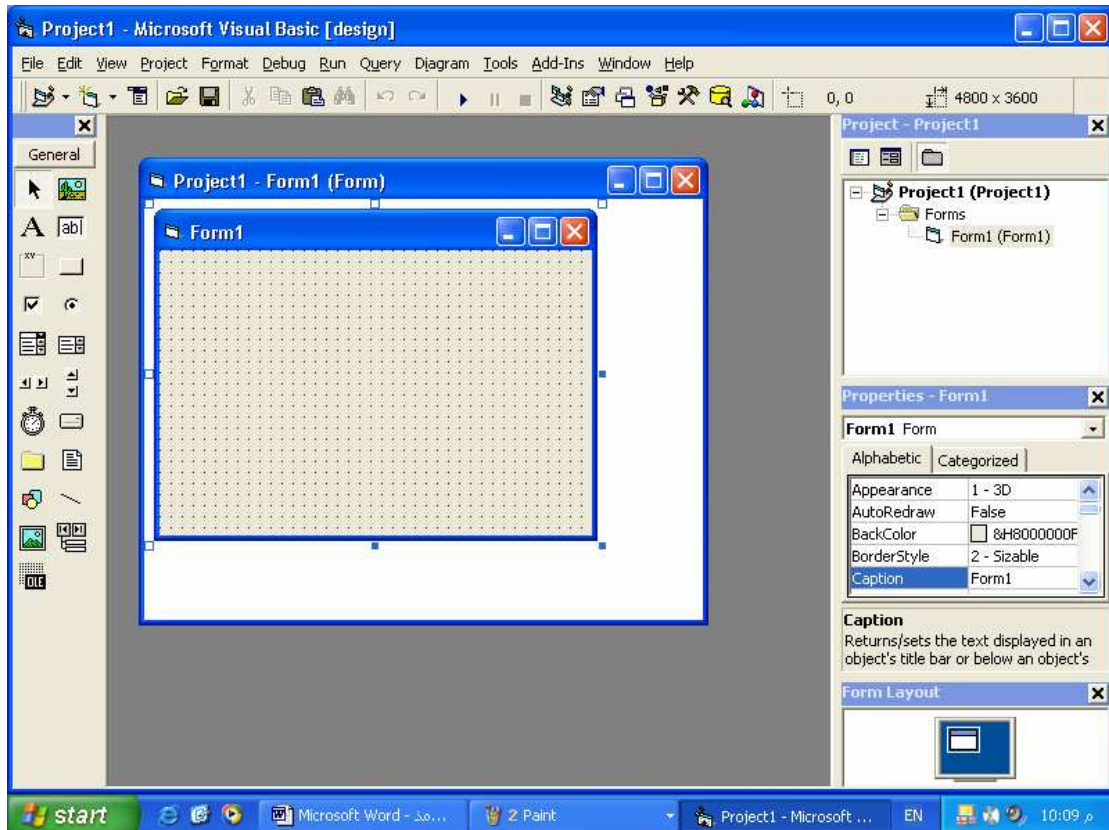 Project1 - Microsoft Visual Basic [design]
File Edit View Project Format Debug Run Query Diagram Tools Add-Ins Window Help
0, 0 4800 x 3600
General
A ab|
xv
OLE
Project1 - Form1 (Form)
Form1
Project - Project1
Project1 (Project1)
Forms
Form1 (Form1)
Properties - Form1
Form1 Form
Alphabetic Categorized
Appearance 1 - 3D
AutoRedraw False
BackColor &H8000000F
BorderStyle 2 - Sizable
Caption Form1
Caption
Returns/sets the text displayed in an
object's title bar or below an object's
Form Layout
start Microsoft Word - مد... 2 Paint Project1 - Microsoft ... EN 10:09 م